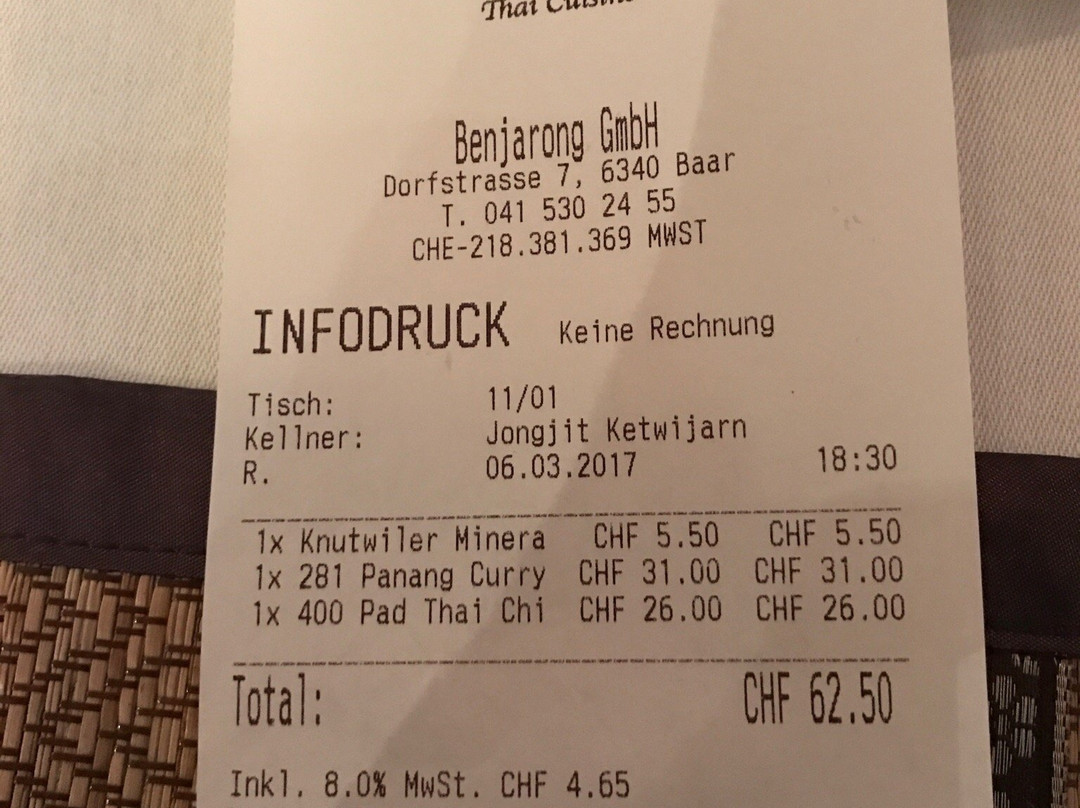 Thai Cuisine
Benjarong GmbH
Dorfstrasse 7, 6340 Baar
T. 041 530 24 55
CHE-218.381.369 MWST
INFODRUCK Keine Rechnung
Tisch: 11/01
Kellner: Jongjit Ketwijarn
R. 06.03.2017 18:30
1x Knutwiler Minera CHF 5.50 CHF 5.50
1x 281 Panang Curry CHF 31.00 CHF 31.00
1x 400 Pad Thai Chi CHF 26.00 CHF 26.00
Total: CHF 62.50
Inkl. 8.0% MwSt. CHF 4.65